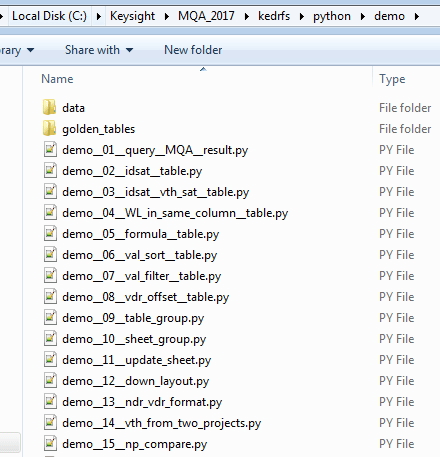 Local Disk (C:) Keysight MQA_2017 kedrfs python demo
rary Share with New folder
Name Type
data File folder
golden_tables File folder
demo__01__query__MQA__result.py PY File
demo__02__idsat__table.py PY File
demo__03__idsat__vth_sat__table.py PY File
demo__04__WL_in_same_column__table.py PY File
demo__05__formula__table.py PY File
demo__06__val_sort__table.py PY File
demo__07__val_filter__table.py PY File
demo__08__vdr_offset__table.py PY File
demo__09__table_group.py PY File
demo__10__sheet_group.py PY File
demo__11__update_sheet.py PY File
demo__12__down_layout.py PY File
demo__13__ndr_vdr_format.py PY File
demo__14__vth_from_two_projects.py PY File
demo__15__np_compare.py PY File